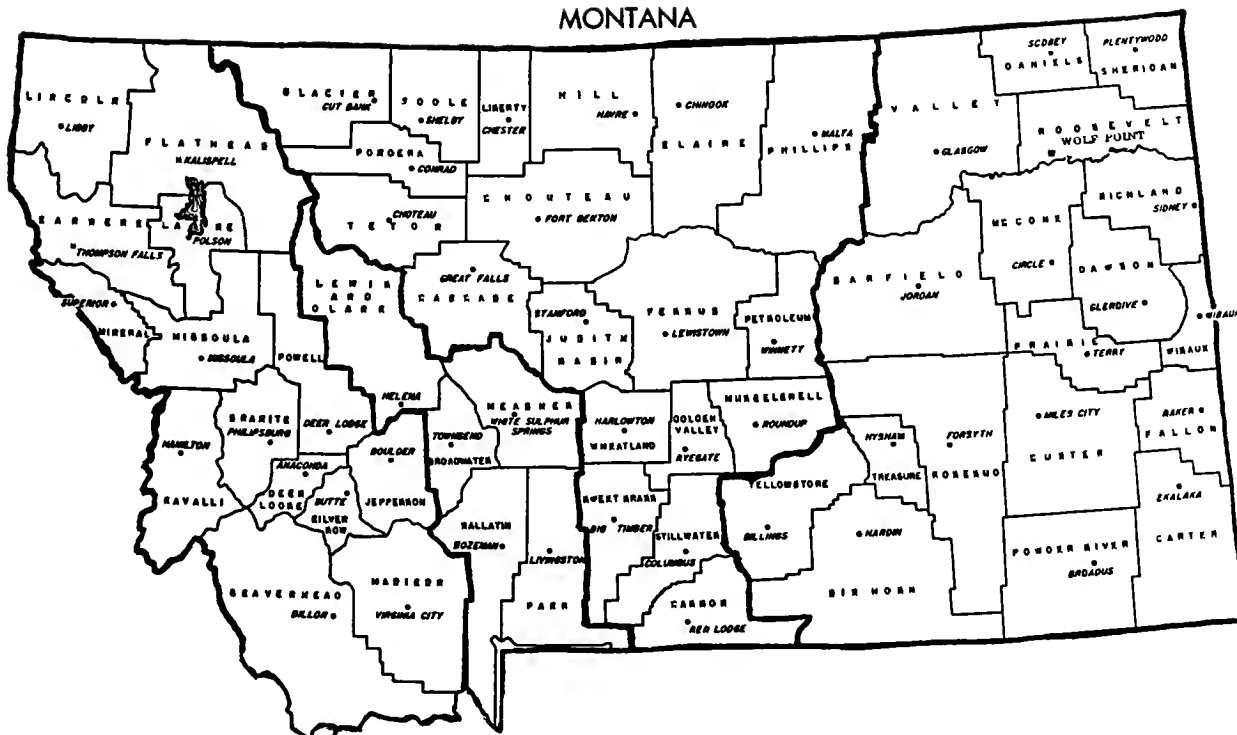 MONTANA
LINCOLN
LIBBY
FLATHEAD
KALISPELL
GLACIER
CUT BANK
TOOLE
SHELBY
LIBERTY
CHESTER
HILL
HAVRE
CHINOOK
BLAINE
MALTA
PHILLIPS
VALLEY
GLASGOW
SCOBEY
DANIELS
PLENTYWOOD
SHERIDAN
ROOSEVELT
WOLF POINT
PONDERA
CONRAD
CHOUTEAU
FORT BENTON
CHOTEAU
TETON
SANDERS
THOMPSON FALLS
LAKE
POLSON
RICHLAND
SIDNEY
MCCONE
CIRCLE
DAWSON
GLENDIVE
GARFIELD
JORDAN
LEWIS
AND
CLARK
HELENA
GREAT FALLS
CASCADE
STANFORD
JUDITH
BASIN
FERGUS
LEWISTOWN
PETROLEUM
WINNETT
SUPERIOR
MINERAL
MISSOULA
MISSOULA
POWELL
DEER LODGE
PRAIRIE
TERRY
WIBAUX
WIBAUX
GRANITE
PHILIPSBURG
HAMILTON
RAVALLI
ANACONDA
DEER
LODGE
BUTTE
SILVER
BOW
BOULDER
JEFFERSON
TOWNSEND
BROADWATER
MEAGHER
WHITE SULPHUR
SPRINGS
HARLOWTON
WHEATLAND
GOLDEN
VALLEY
RYEGATE
MUSSELSHELL
ROUNDUP
HYSHAM
TREASURE
FORSYTH
ROSEBUD
MILES CITY
CUSTER
BAKER
FALLON
EKALAKA
CARTER
POWDER RIVER
BROADUS
YELLOWSTONE
BILLINGS
HARDIN
BIG HORN
GALLATIN
BOZEMAN
LIVINGSTON
PARK
SWEET GRASS
BIG TIMBER
STILLWATER
COLUMBUS
CARBON
RED LODGE
BEAVERHEAD
DILLON
MADISON
VIRGINIA CITY